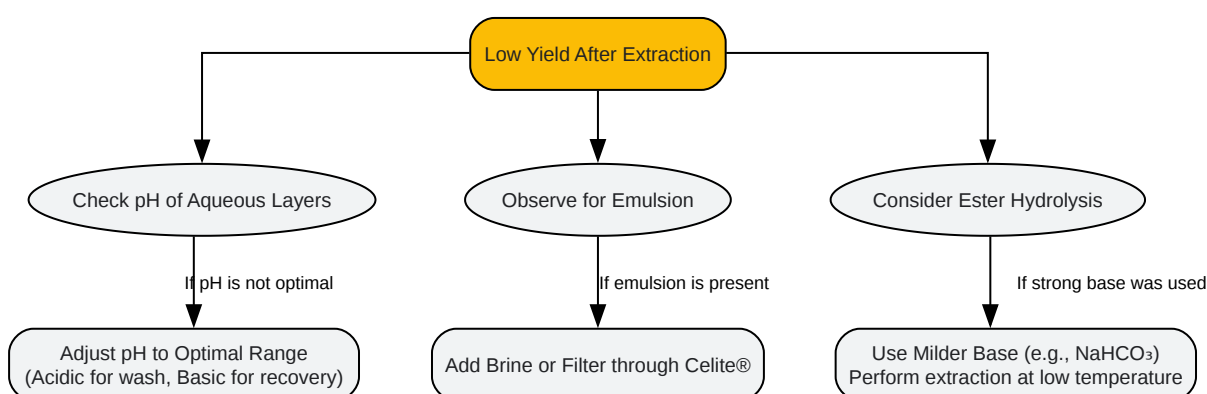 Low Yield After Extraction
Check pH of Aqueous Layers
Observe for Emulsion
Consider Ester Hydrolysis
If pH is not optimal
If emulsion is present
If strong base was used
Adjust pH to Optimal Range
(Acidic for wash, Basic for recovery)
Add Brine or Filter through Celite®
Use Milder Base (e.g., NaHCO₃)
Perform extraction at low temperature